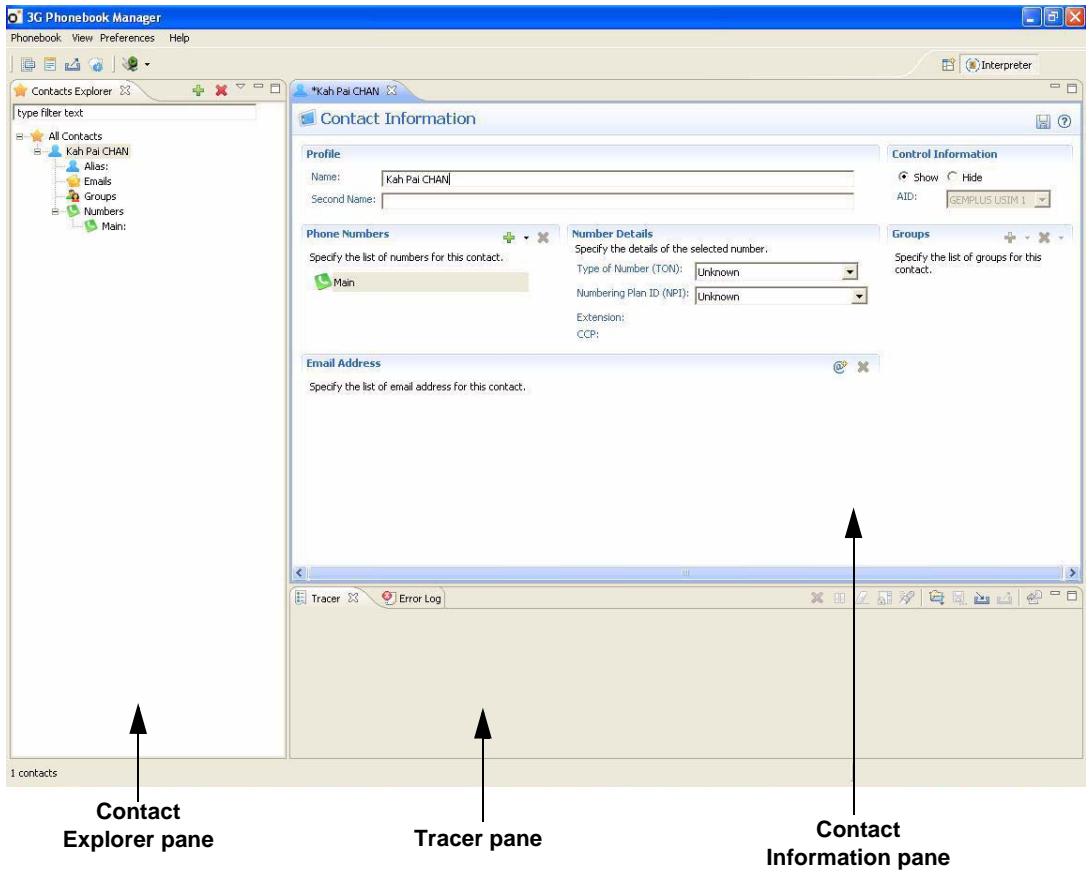 3G Phonebook Manager
Phonebook View Preferences Help
Interpreter
Contacts Explorer
type filter text
All Contacts
Kah Pai CHAN
Alias:
Emails
Groups
Numbers
Main:
*Kah Pai CHAN
Contact Information
Profile
Name: Kah Pai CHAN
Second Name:
Control Information
Show Hide
AID: GEMPLUS USIM 1
Phone Numbers
Specify the list of numbers for this contact.
Main
Number Details
Specify the details of the selected number.
Type of Number (TON): Unknown
Numbering Plan ID (NPI): Unknown
Extension:
CCP:
Groups
Specify the list of groups for this
contact.
Email Address
Specify the list of email address for this contact.
Tracer Error Log
1 contacts
Contact
Explorer pane
Tracer pane
Contact
Information pane